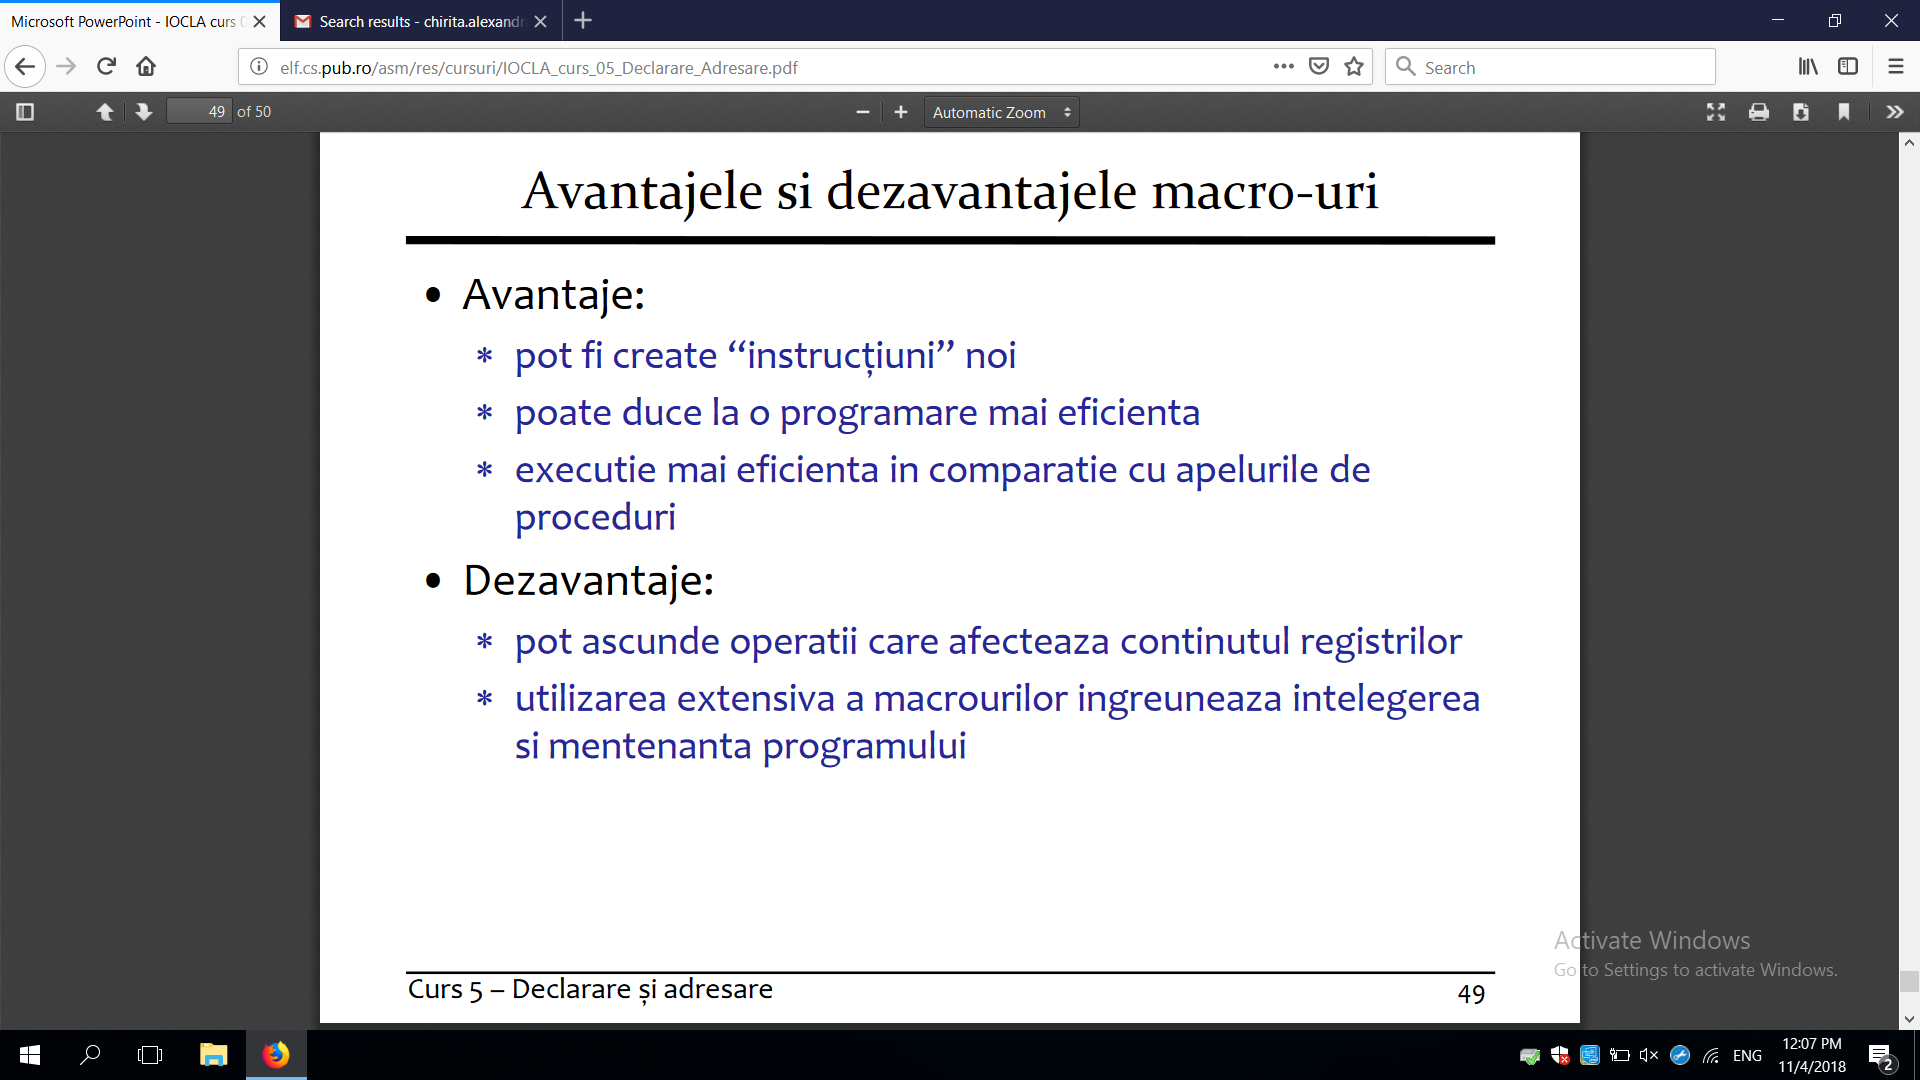 Microsoft PowerPoint - IOCLA curs 0
Search results - chirita.alexandr
elf.cs.pub.ro/asm/res/cursuri/IOCLA_curs_05_Declarare_Adresare.pdf
Search
49 of 50
Automatic Zoom
Avantajele si dezavantajele macro-uri
• Avantaje:
* pot fi create “instrucțiuni” noi
* poate duce la o programare mai eficienta
* executie mai eficienta in comparatie cu apelurile de
proceduri
• Dezavantaje:
* pot ascunde operatii care afecteaza continutul registrilor
* utilizarea extensiva a macrourilor ingreuneaza intelegerea
si mentenanta programului
Activate Windows
Go to Settings to activate Windows.
Curs 5 – Declarare și adresare
49
ENG
12:07 PM
11/4/2018
2